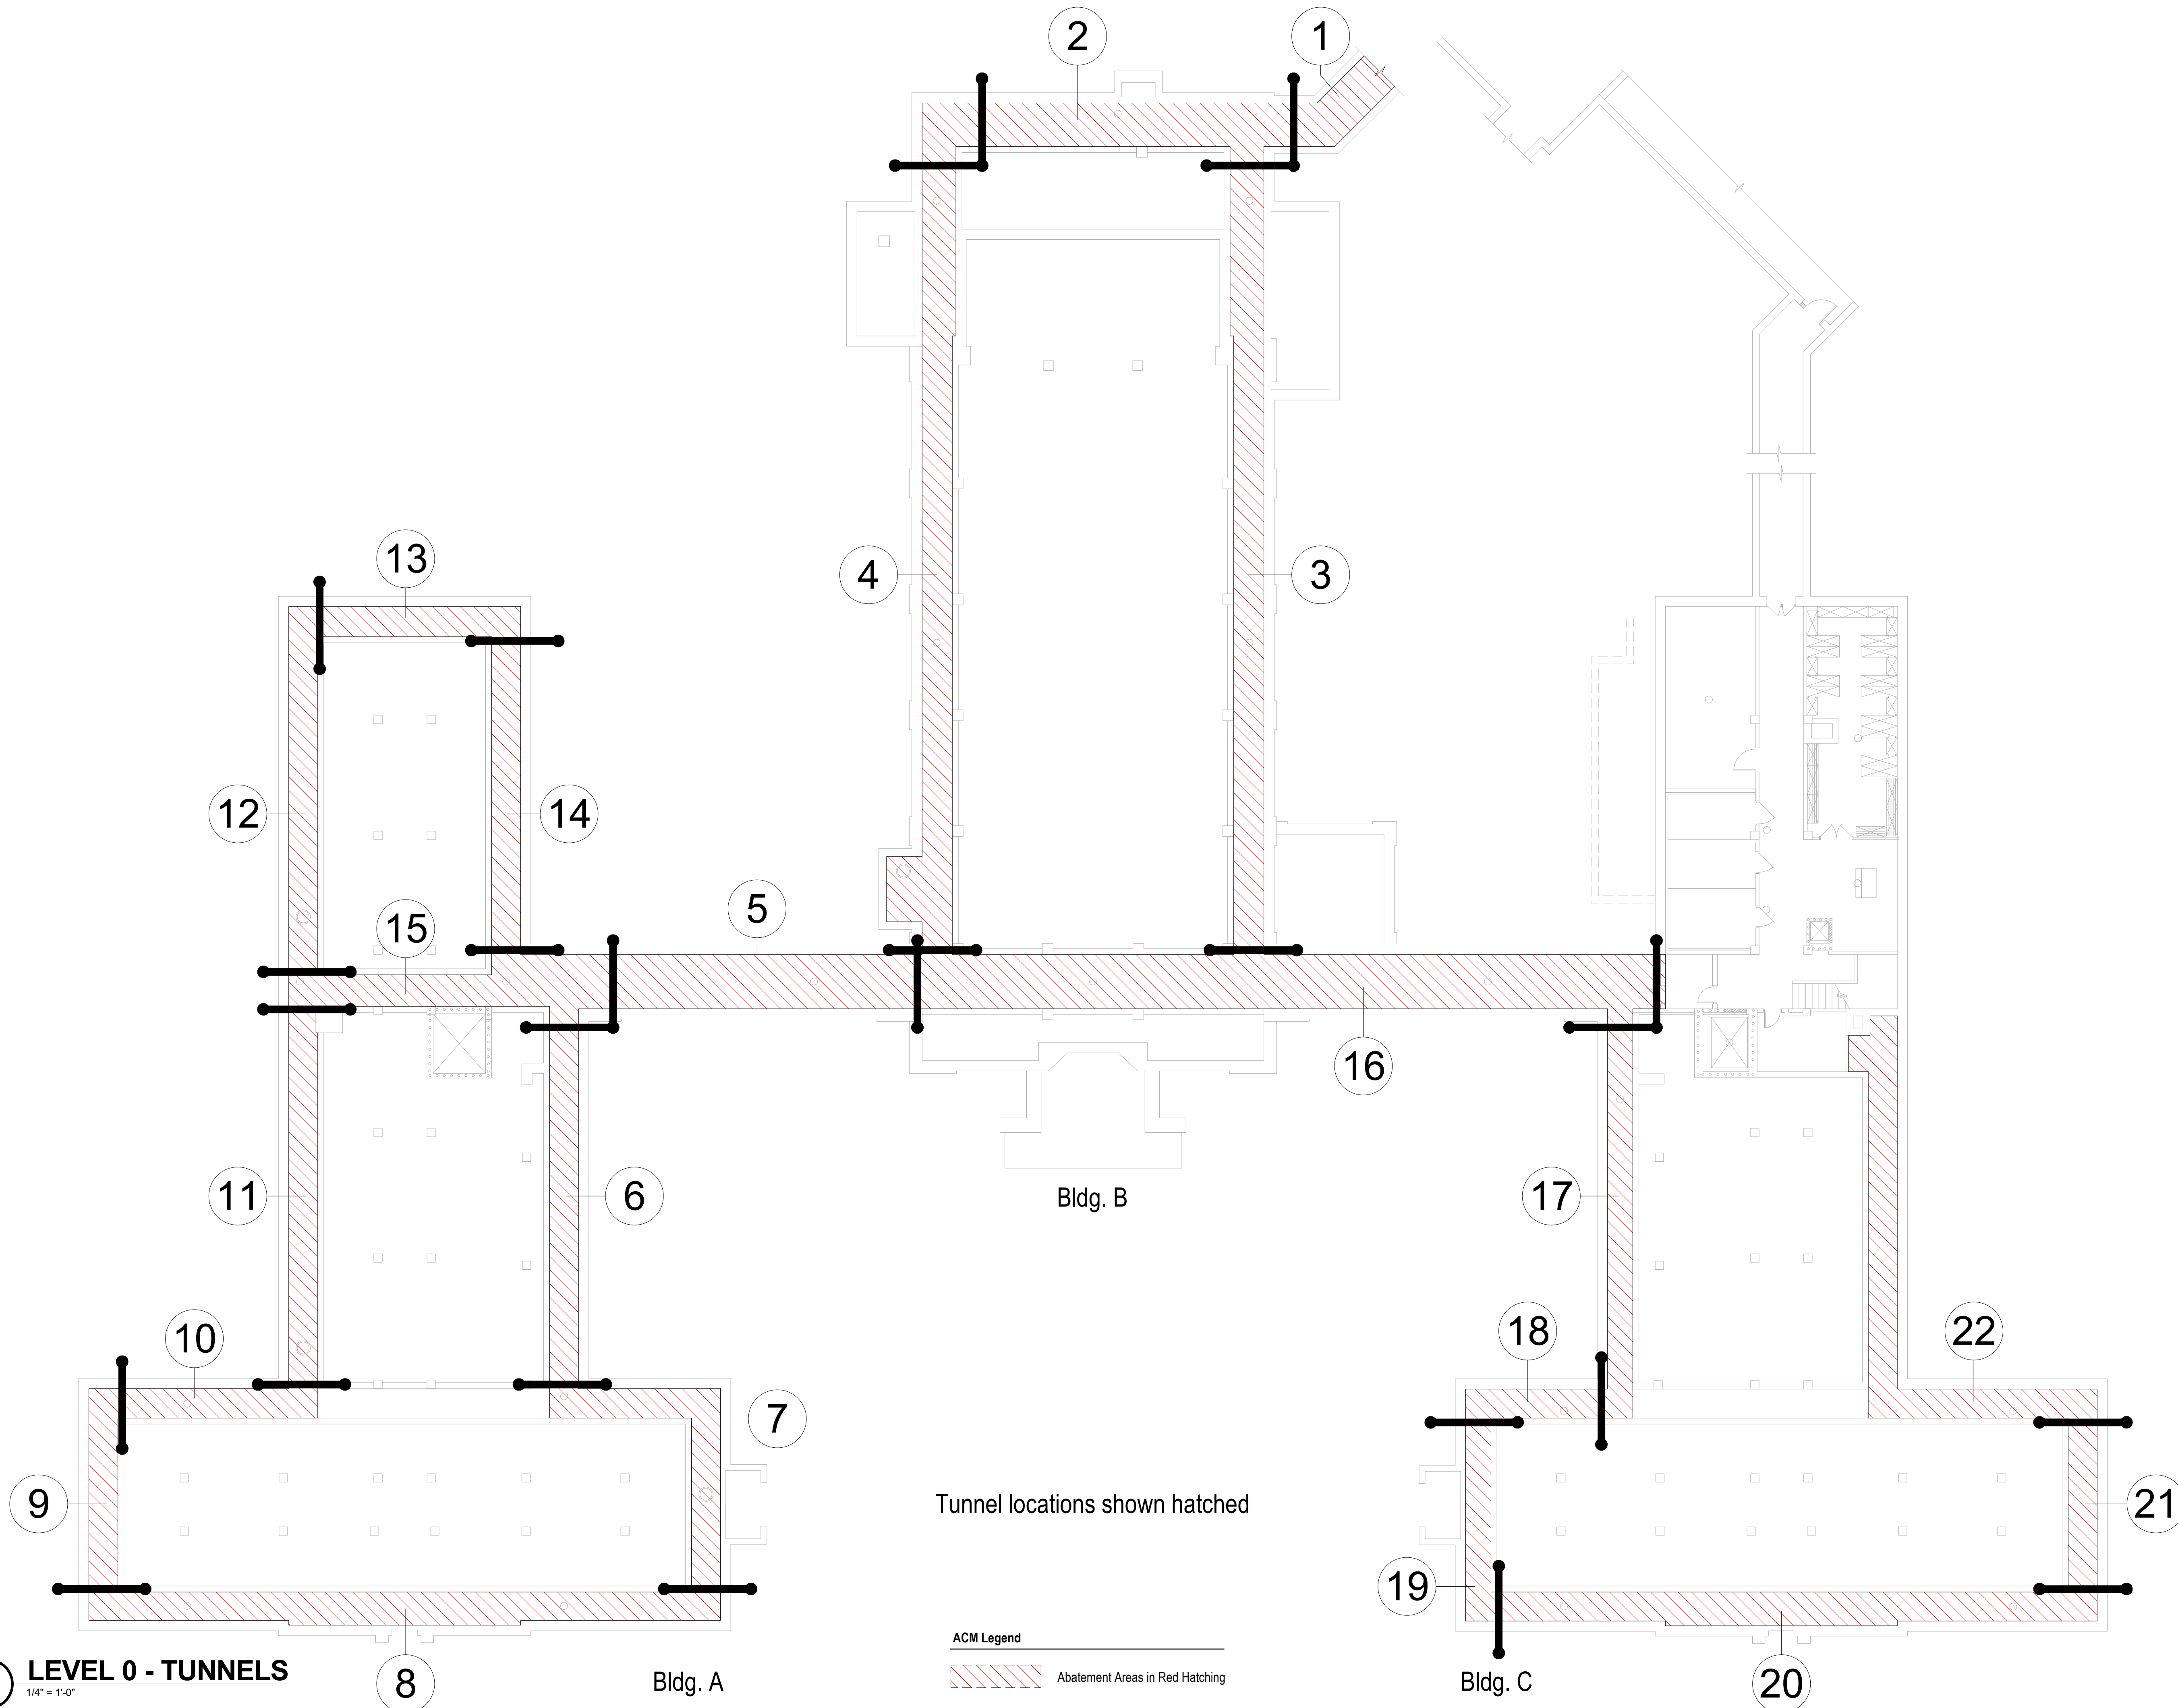 2
1
13
4
3
12
14
15
5
16
Bldg. B
11
6
17
10
18
22
7
9
Tunnel locations shown hatched
21
19
ACM Legend
Abatement Areas in Red Hatching
LEVEL 0 - TUNNELS
1/4" = 1'-0"
8
Bldg. A
Bldg. C
20